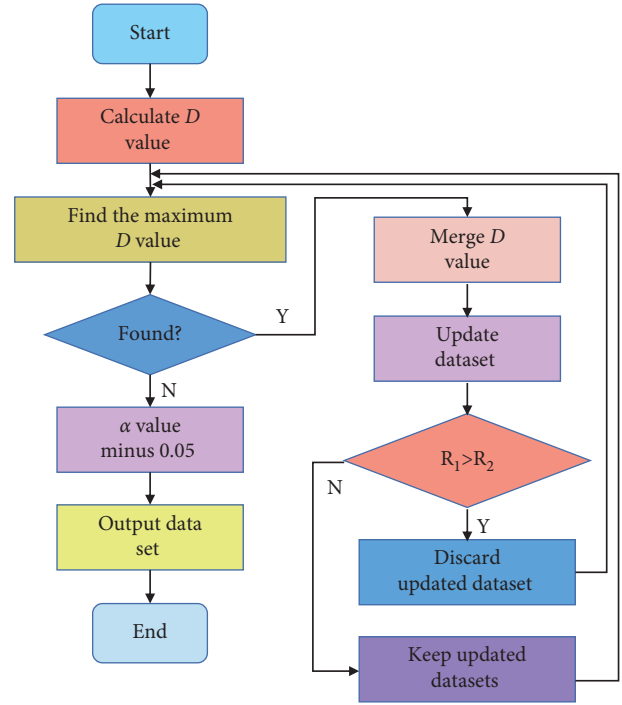 Start
Calculate D
value
Find the maximum
D value
Found?
Y
N
α value
minus 0.05
Output data
set
End
Merge D
value
Update
dataset
R₁>R₂
N
Y
Discard
updated dataset
Keep updated
datasets